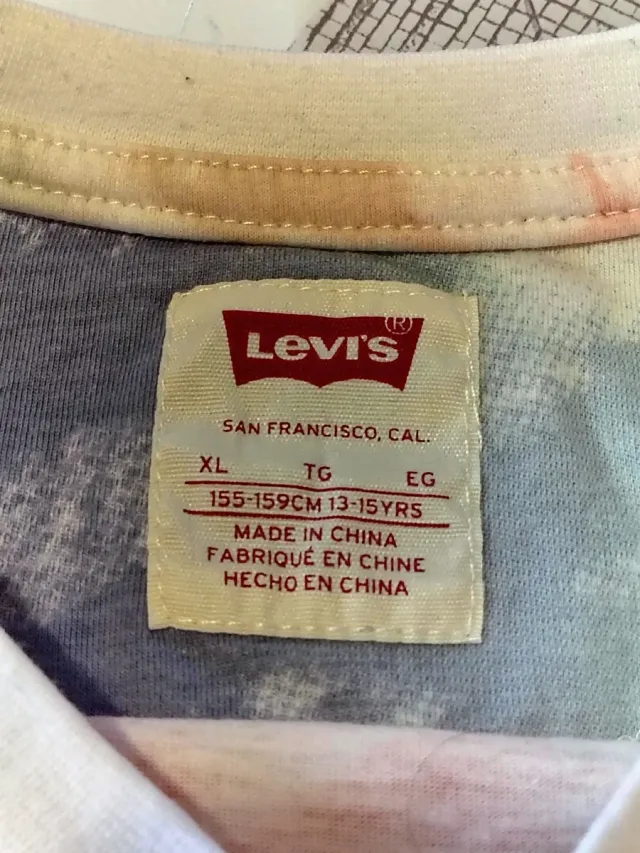 Levi's ®
SAN FRANCISCO, CAL.
XL TG EG
155-159CM 13-15YRS
MADE IN CHINA
FABRIQUÉ EN CHINE
HECHO EN CHINA